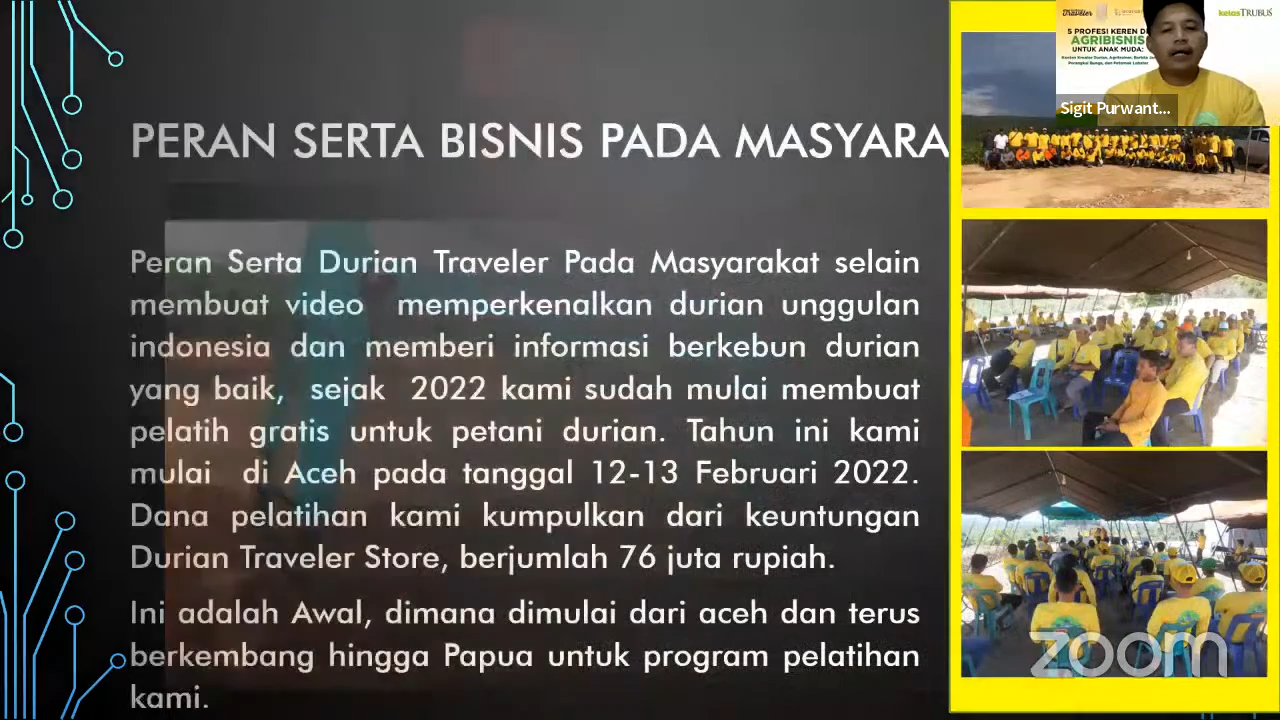 PERAN SERTA BISNIS PADA MASYARA
Peran Serta Durian Traveler Pada Masyarakat selain
membuat video memperkenalkan durian unggulan
indonesia dan memberi informasi berkebun durian
yang baik, sejak 2022 kami sudah mulai membuat
pelatih gratis untuk petani durian. Tahun ini kami
mulai di Aceh pada tanggal 12-13 Februari 2022.
Dana pelatihan kami kumpulkan dari keuntungan
Durian Traveler Store, berjumlah 76 juta rupiah.
Ini adalah Awal, dimana dimulai dari aceh dan terus
berkembang hingga Papua untuk program pelatihan
kami.
Traveler
kelasTRUBUS
5 PROFESI KEREN DI
AGRIBISNIS
UNTUK ANAK MUDA:
Sigit Purwant...
zoom